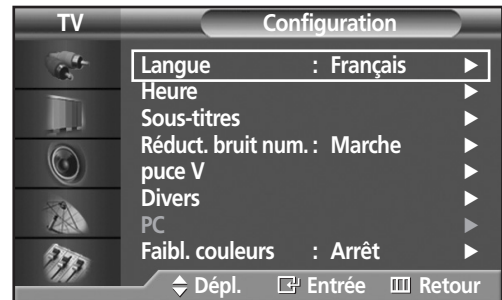 TV Configuration
Langue : Français
Heure
Sous-titres
Réduct. bruit num. : Marche
puce V
Divers
PC
Faibl. couleurs : Arrêt
Dépl. Entrée Retour